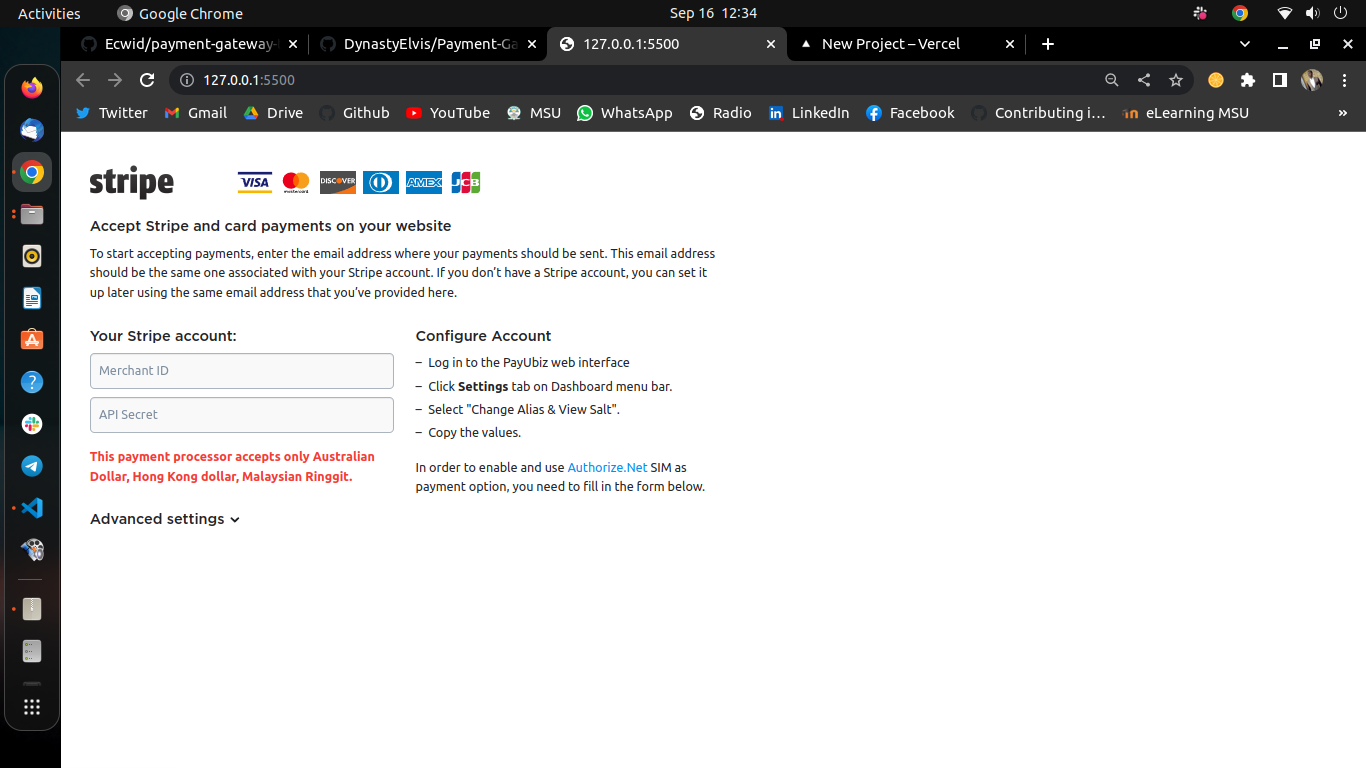 Activities
Google Chrome
Sep 16 12:34
Ecwid/payment-gateway-
DynastyElvis/Payment-Ga
127.0.0.1:5500
New Project – Vercel
127.0.0.1:5500
Twitter
Gmail
Drive
Github
YouTube
MSU
WhatsApp
Radio
LinkedIn
Facebook
Contributing i…
eLearning MSU
»
stripe
VISA
mastercard
DISCOVER
AMEX
JCB
Accept Stripe and card payments on your website
To start accepting payments, enter the email address where your payments should be sent. This email address
should be the same one associated with your Stripe account. If you don’t have a Stripe account, you can set it
up later using the same email address that you’ve provided here.
Your Stripe account:
Merchant ID
API Secret
This payment processor accepts only Australian
Dollar, Hong Kong dollar, Malaysian Ringgit.
Advanced settings
Configure Account
– Log in to the PayUbiz web interface
– Click Settings tab on Dashboard menu bar.
– Select "Change Alias & View Salt".
– Copy the values.
In order to enable and use Authorize.Net SIM as
payment option, you need to fill in the form below.